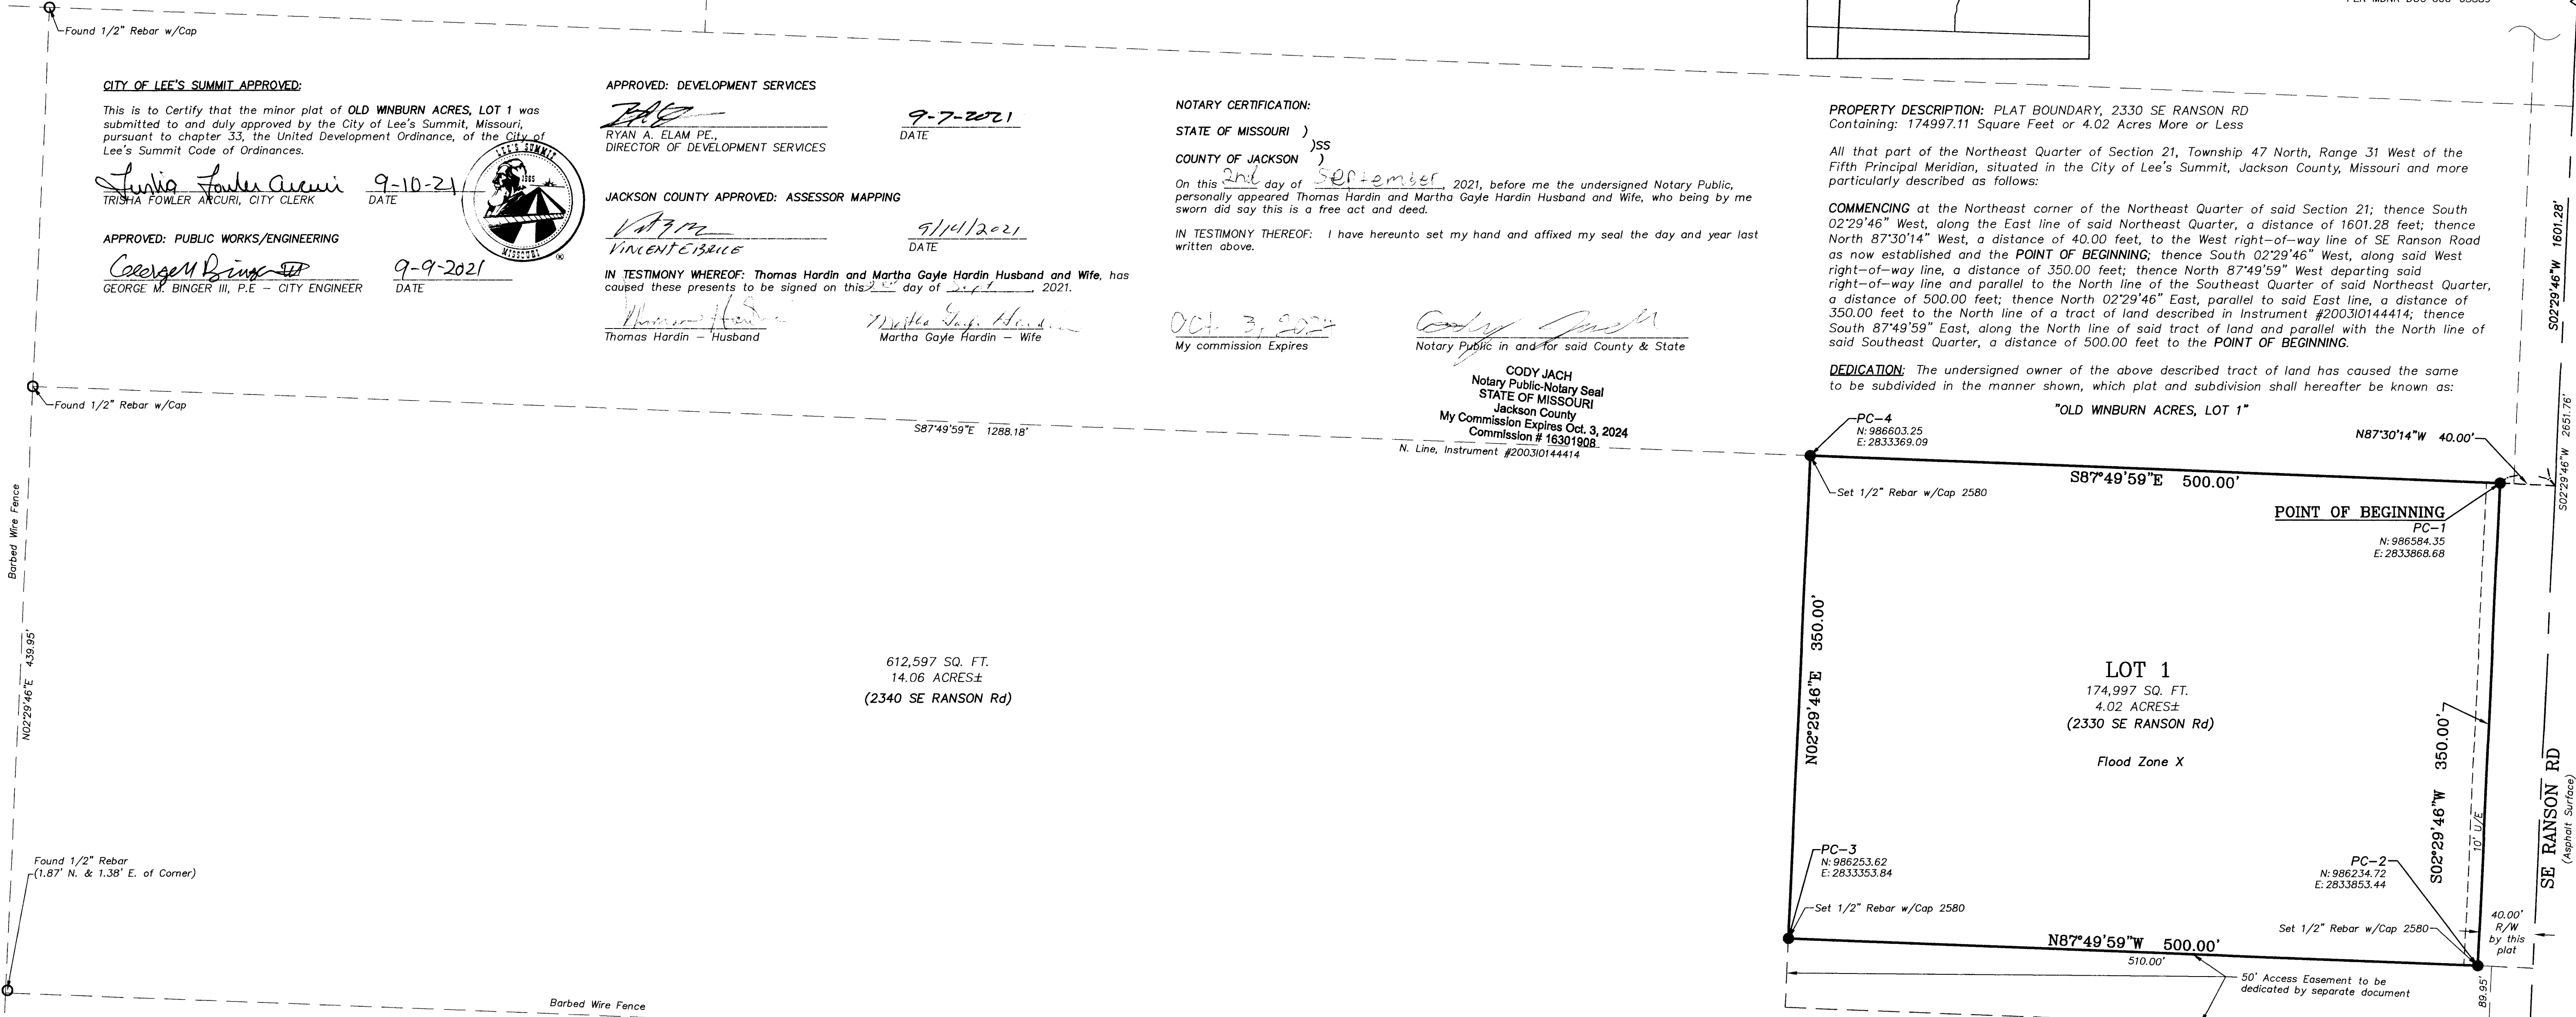 Found 1/2" Rebar w/Cap
CITY OF LEE'S SUMMIT APPROVED:
This is to Certify that the minor plat of OLD WINBURN ACRES, LOT 1 was
submitted to and duly approved by the City of Lee's Summit, Missouri,
pursuant to chapter 33, the United Development Ordinance, of the City of
Lee's Summit Code of Ordinances.
9-10-21
TRISHA FOWLER ARCURI, CITY CLERK DATE
LEE'S SUMMIT
1865
MISSOURI
®
APPROVED: PUBLIC WORKS/ENGINEERING
George M Binger III 9-9-2021
GEORGE M. BINGER III, P.E - CITY ENGINEER DATE
APPROVED: DEVELOPMENT SERVICES
9-7-2021
RYAN A. ELAM PE., DATE
DIRECTOR OF DEVELOPMENT SERVICES
JACKSON COUNTY APPROVED: ASSESSOR MAPPING
9/14/2021
VINCENT E BRICE DATE
IN TESTIMONY WHEREOF: Thomas Hardin and Martha Gayle Hardin Husband and Wife, has
caused these presents to be signed on this 2nd day of Sept, 2021.
Thomas Hardin Martha Gayle Hardin
Thomas Hardin - Husband Martha Gayle Hardin - Wife
NOTARY CERTIFICATION:
STATE OF MISSOURI )
)SS
COUNTY OF JACKSON )
On this 2nd day of September, 2021, before me the undersigned Notary Public,
personally appeared Thomas Hardin and Martha Gayle Hardin Husband and Wife, who being by me
sworn did say this is a free act and deed.
IN TESTIMONY THEREOF: I have hereunto set my hand and affixed my seal the day and year last
written above.
Oct. 3, 2024 Cody Jach
My commission Expires Notary Public in and for said County & State
CODY JACH
Notary Public-Notary Seal
STATE OF MISSOURI
Jackson County
My Commission Expires Oct. 3, 2024
Commission # 16301908
PROPERTY DESCRIPTION: PLAT BOUNDARY, 2330 SE RANSON RD
Containing: 174997.11 Square Feet or 4.02 Acres More or Less
All that part of the Northeast Quarter of Section 21, Township 47 North, Range 31 West of the
Fifth Principal Meridian, situated in the City of Lee's Summit, Jackson County, Missouri and more
particularly described as follows:
COMMENCING at the Northeast corner of the Northeast Quarter of said Section 21; thence South
02°29'46" West, along the East line of said Northeast Quarter, a distance of 1601.28 feet; thence
North 87°30'14" West, a distance of 40.00 feet, to the West right-of-way line of SE Ranson Road
as now established and the POINT OF BEGINNING; thence South 02°29'46" West, along said West
right-of-way line, a distance of 350.00 feet; thence North 87°49'59" West departing said
right-of-way line and parallel to the North line of the Southeast Quarter of said Northeast Quarter,
a distance of 500.00 feet; thence North 02°29'46" East, parallel to said East line, a distance of
350.00 feet to the North line of a tract of land described in Instrument #2003I0144414; thence
South 87°49'59" East, along the North line of said tract of land and parallel with the North line of
said Southeast Quarter, a distance of 500.00 feet to the POINT OF BEGINNING.
DEDICATION: The undersigned owner of the above described tract of land has caused the same
to be subdivided in the manner shown, which plat and subdivision shall hereafter be known as:
"OLD WINBURN ACRES, LOT 1"
S02°29'46"W 1601.28'
S02°29'46"W 2651.76'
Found 1/2" Rebar w/Cap
S87°49'59"E 1288.18'
N. Line, Instrument #2003I0144414
PC-4
N: 986603.25
E: 2833369.09
N87°30'14"W 40.00'
Set 1/2" Rebar w/Cap 2580
S87°49'59"E 500.00'
POINT OF BEGINNING
PC-1
N: 986584.35
E: 2833868.68
Barbed Wire Fence
N02°29'46"E 439.95'
612,597 SQ. FT.
14.06 ACRES±
(2340 SE RANSON Rd)
N02°29'46"E 350.00'
LOT 1
174,997 SQ. FT.
4.02 ACRES±
(2330 SE RANSON Rd)
Flood Zone X
S02°29'46"W 350.00'
10' U/E
SE RANSON RD
(Asphalt Surface)
Found 1/2" Rebar
(1.87' N. & 1.38' E. of Corner)
PC-3
N: 986253.62
E: 2833353.84
Set 1/2" Rebar w/Cap 2580
PC-2
N: 986234.72
E: 2833853.44
Set 1/2" Rebar w/Cap 2580
40.00'
R/W
by this
plat
N87°49'59"W 500.00'
510.00'
50' Access Easement to be
dedicated by separate document
89.95'
Barbed Wire Fence